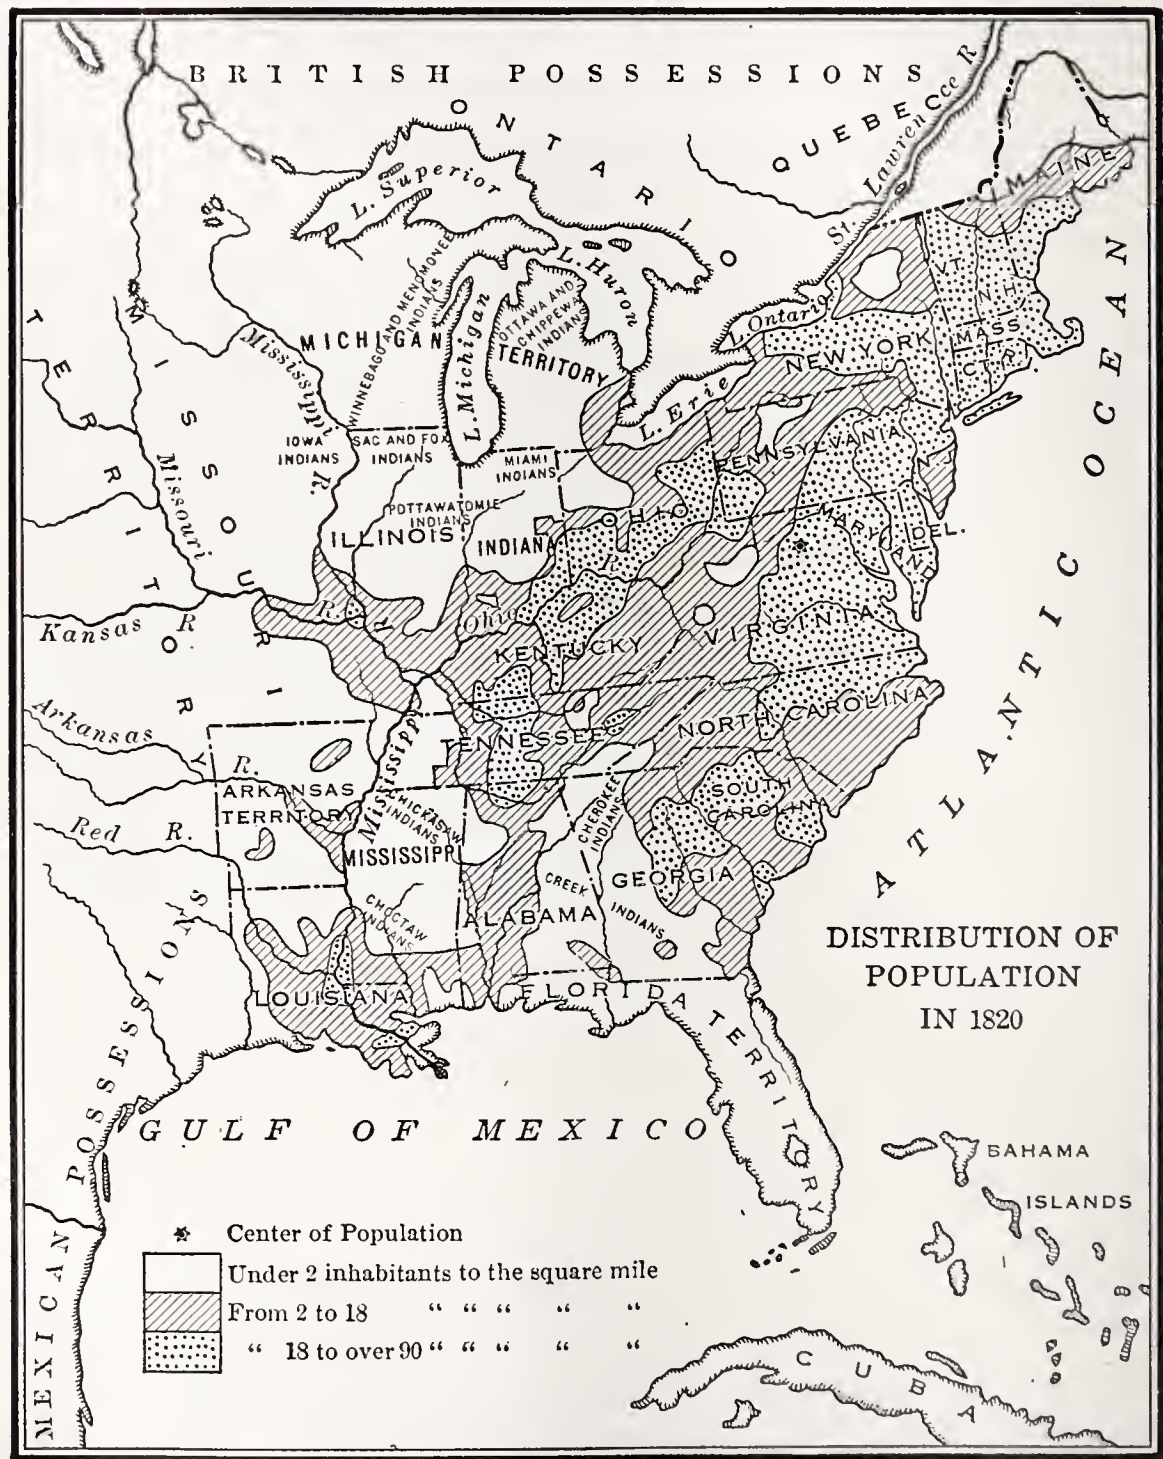 BRITISH POSSESSIONS
ONTARIO
QUEBEC
St. Lawrence R
MAINE
L. Superior
L. Huron
L. Michigan
L. Ontario
L. Erie
VT.
N.H.
MASS
CT.
R.I.
NEW YORK
WINNEBAGO AND MENOMONEE
INDIANS
OTTAWA AND
CHIPPEWA
INDIANS
MICHIGAN
TERRITORY
Mississippi
R.
IOWA
INDIANS
SAC AND FOX
INDIANS
MIAMI
INDIANS
POTTAWATOMIE
INDIANS
ILLINOIS
INDIANA
OHIO
PENNSYLVANIA
N.J.
MARYLAND
DEL.
MISSOURI
TERRITORY
Missouri
R.
R
Kansas R
Ohio
R
KENTUCKY
VIRGINIA
Arkansas
R.
ARKANSAS
TERRITORY
Mississippi
TENNESSEE
NORTH CAROLINA
SOUTH
CAROLINA
CHICKASAW
INDIANS
CHEROKEE
INDIANS
Red R.
MISSISSIPPI
CREEK
INDIANS
GEORGIA
ALABAMA
CHOCTAW
INDIANS
LOUISIANA
FLORIDA
TERRITORY
ATLANTIC OCEAN
DISTRIBUTION OF
POPULATION
IN 1820
GULF OF MEXICO
MEXICAN POSSESSIONS
BAHAMA
ISLANDS
CUBA
Center of Population
Under 2 inhabitants to the square mile
From 2 to 18 “ “ “ “ “
“ 18 to over 90 “ “ “ “ “